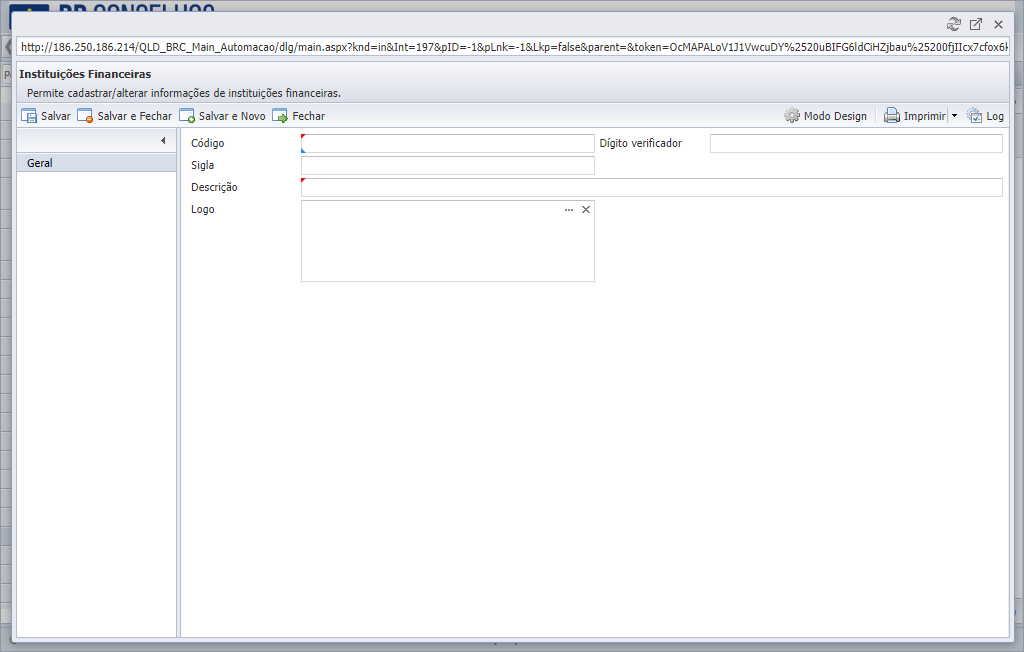 http://186.250.186.214/QLD_BRC_Main_Automacao/dlg/main.aspx?knd=in&Int=197&pID=-1&pLnk=-1&Lkp=false&parent=&token=OcMAPALoV1J1VwcuDY%2520uBIFG6ldCiHZjbau%25200fjIIcx7cfox6k
Instituições Financeiras
Permite cadastrar/alterar informações de instituições financeiras.
Salvar Salvar e Fechar Salvar e Novo Fechar Modo Design Imprimir Log
Geral
Código Dígito verificador
Sigla
Descrição
Logo